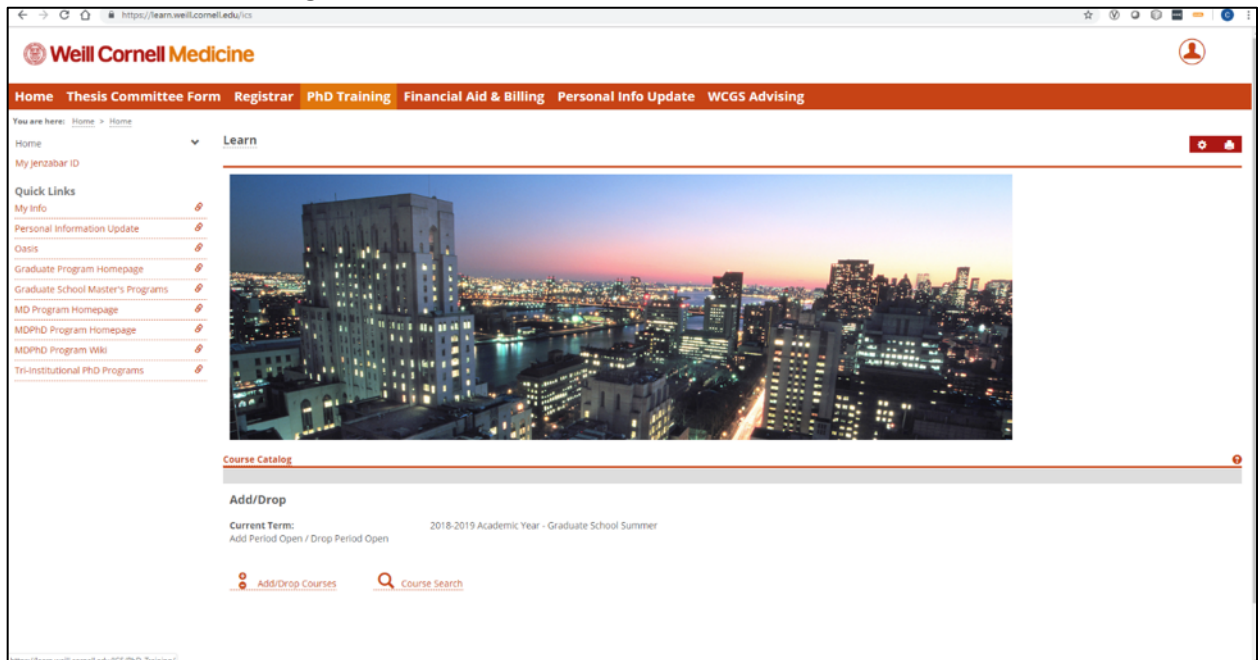 https://learn.weill.cornell.edu/ics
C
Weill Cornell Medicine
Home Thesis Committee Form Registrar PhD Training Financial Aid & Billing Personal Info Update WCGS Advising
You are here: Home > Home
Home
My Jenzabar ID
Quick Links
My Info
Personal Information Update
Oasis
Graduate Program Homepage
Graduate School Master's Programs
MD Program Homepage
MDPhD Program Homepage
MDPhD Program Wiki
Tri-Institutional PhD Programs
Learn
Course Catalog
Add/Drop
Current Term: 2018-2019 Academic Year - Graduate School Summer
Add Period Open / Drop Period Open
Add/Drop Courses Course Search